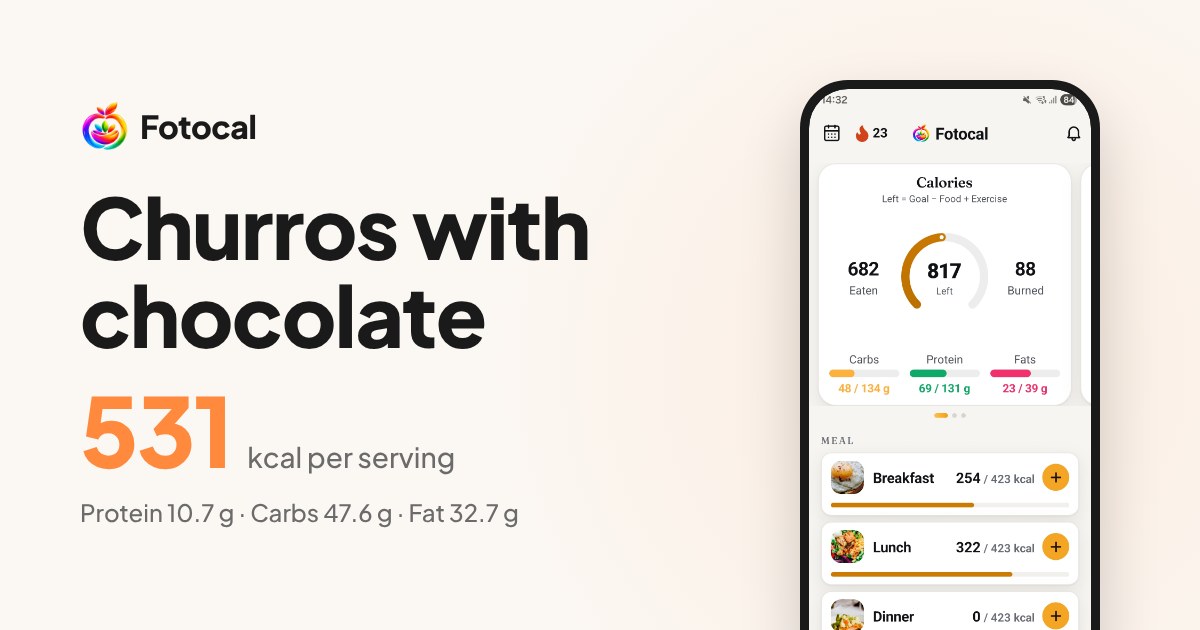 Fotocal
Churros with
chocolate
531 kcal per serving
Protein 10.7 g · Carbs 47.6 g · Fat 32.7 g
14:32 84
23 Fotocal
Calories
Left = Goal - Food + Exercise
682 817 88
Eaten Left Burned
Carbs Protein Fats
48 / 134 g 69 / 131 g 23 / 39 g
MEAL
Breakfast 254 / 423 kcal +
Lunch 322 / 423 kcal +
Dinner 0 / 423 kcal +